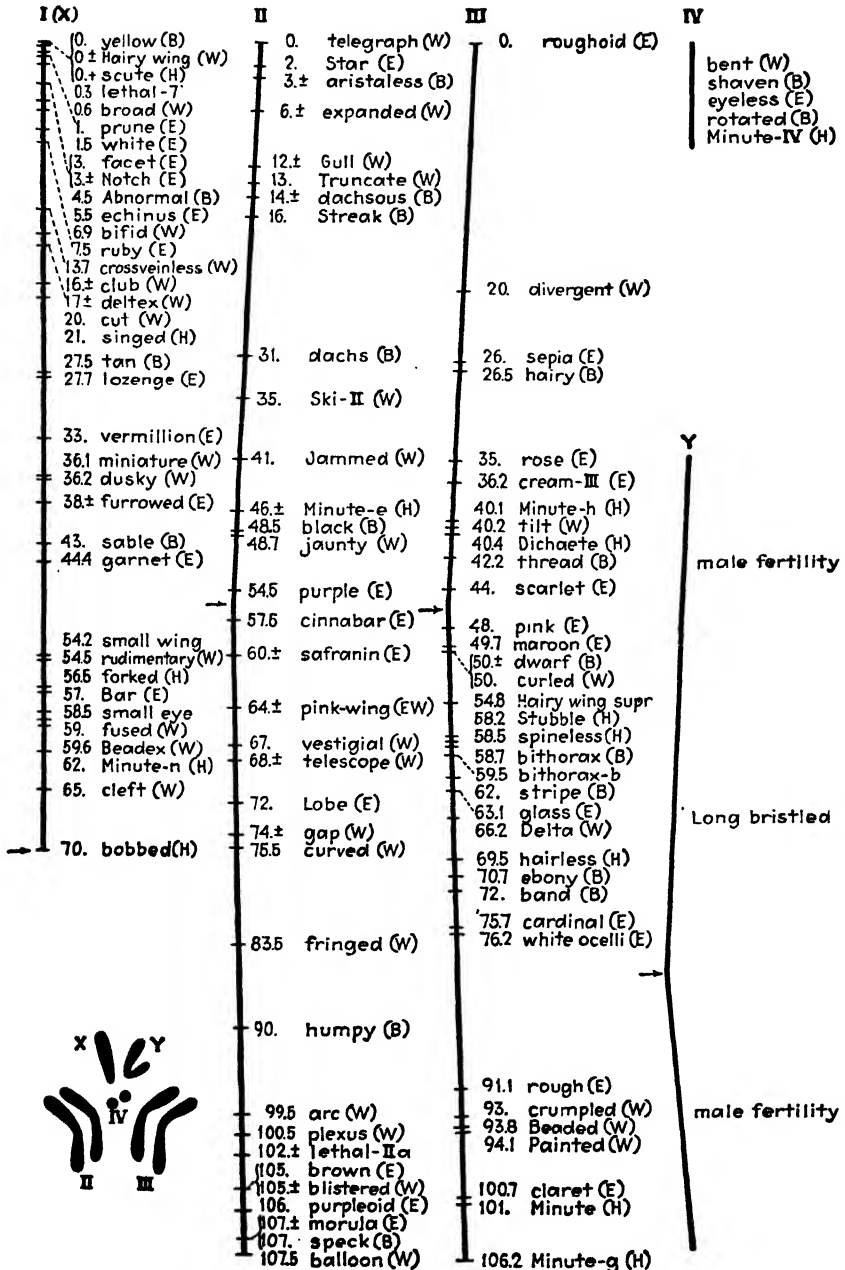 I (X)
0. yellow (B)
0 ± Hairy wing (W)
0.+ scute (H)
0.3 lethal-7
0.6 broad (W)
1. prune (E)
1.5 white (E)
3. facet (E)
3.± Notch (E)
4.5 Abnormal (B)
5.5 echinus (E)
6.9 bifid (W)
7.5 ruby (E)
13.7 crossveinless (W)
16.± club (W)
17± deltex (W)
20. cut (W)
21. singed (H)
27.5 tan (B)
27.7 lozenge (E)
33. vermillion (E)
36.1 miniature (W)
36.2 dusky (W)
38.± furrowed (E)
43. sable (B)
44.4 garnet (E)
54.2 small wing
54.5 rudimentary (W)
56.5 forked (H)
57. Bar (E)
58.5 small eye
59. fused (W)
59.6 Beadex (W)
62. Minute-n (H)
65. cleft (W)
70. bobbed (H)
II
0. telegraph (W)
2. Star (E)
3.± aristaless (B)
6.± expanded (W)
12.± Gull (W)
13. Truncate (W)
14.± dachsous (B)
16. Streak (B)
31. dachs (B)
35. Ski-II (W)
41. Jammed (W)
46.± Minute-e (H)
48.5 black (B)
48.7 jaunty (W)
54.5 purple (E)
57.5 cinnabar (E)
60.± safranin (E)
64.± pink-wing (EW)
67. vestigial (W)
68.± telescope (W)
72. Lobe (E)
74.± gap (W)
75.5 curved (W)
83.5 fringed (W)
90. humpy (B)
99.5 arc (W)
100.5 plexus (W)
102.± lethal-IIa
105. brown (E)
105.± blistered (W)
106. purpleoid (E)
107.± morula (E)
107. speck (B)
107.5 balloon (W)
III
0. roughoid (E)
20. divergent (W)
26. sepia (E)
26.5 hairy (B)
35. rose (E)
36.2 cream-III (E)
40.1 Minute-h (H)
40.2 tilt (W)
40.4 Dichaete (H)
42.2 thread (B)
44. scarlet (E)
48. pink (E)
49.7 maroon (E)
50.± dwarf (B)
50. curled (W)
54.8 Hairy wing supr
58.2 Stubble (H)
58.5 spineless (H)
58.7 bithorax (B)
59.5 bithorax-b
62. stripe (B)
63.1 glass (E)
66.2 Delta (W)
69.5 hairless (H)
70.7 ebony (B)
72. band (B)
75.7 cardinal (E)
76.2 white ocelli (E)
91.1 rough (E)
93. crumpled (W)
93.8 Beaded (W)
94.1 Painted (W)
100.7 claret (E)
101. Minute (H)
106.2 Minute-g (H)
IV
bent (W)
shaven (B)
eyeless (E)
rotated (B)
Minute-IV (H)
Y
male fertility
Long bristled
male fertility
X Y
IV
II III